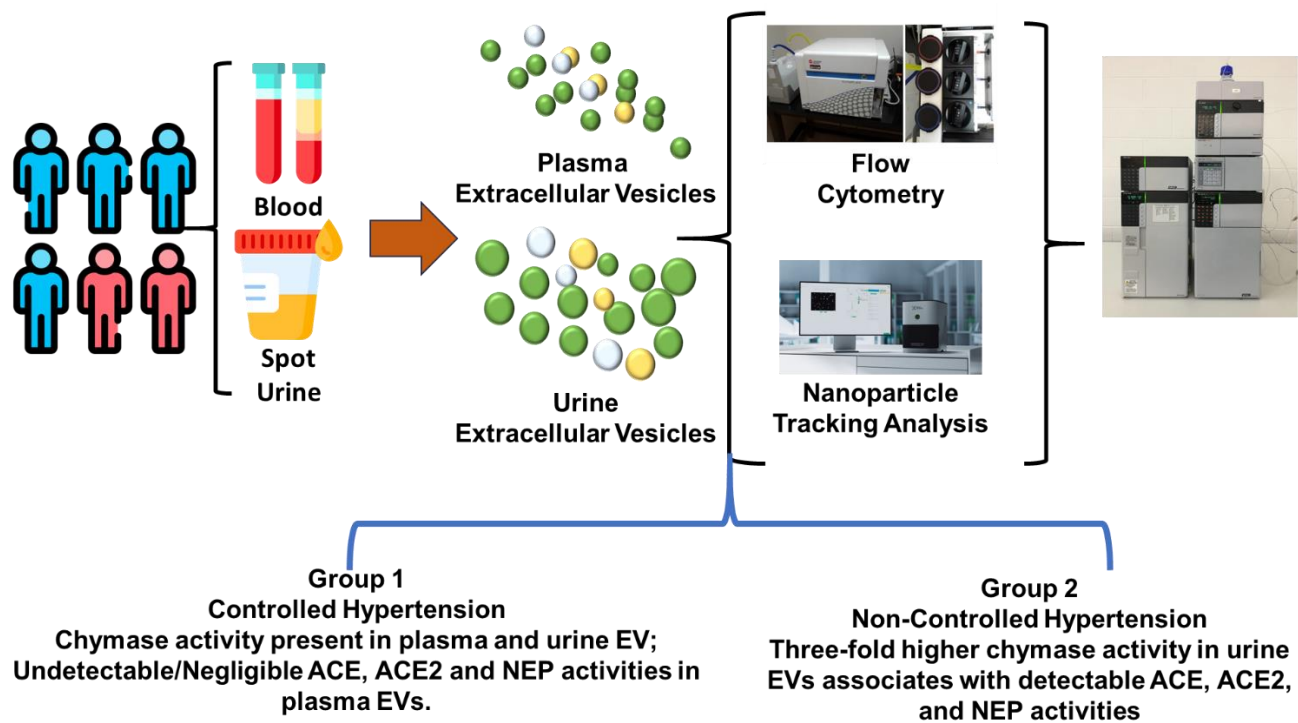 Blood
Spot
Urine
Plasma
Extracellular Vesicles
Urine
Extracellular Vesicles
Flow
Cytometry
Nanoparticle
Tracking Analysis
Group 1
Controlled Hypertension
Chymase activity present in plasma and urine EV;
Undetectable/Negligible ACE, ACE2 and NEP activities in
plasma EVs.
Group 2
Non-Controlled Hypertension
Three-fold higher chymase activity in urine
EVs associates with detectable ACE, ACE2,
and NEP activities